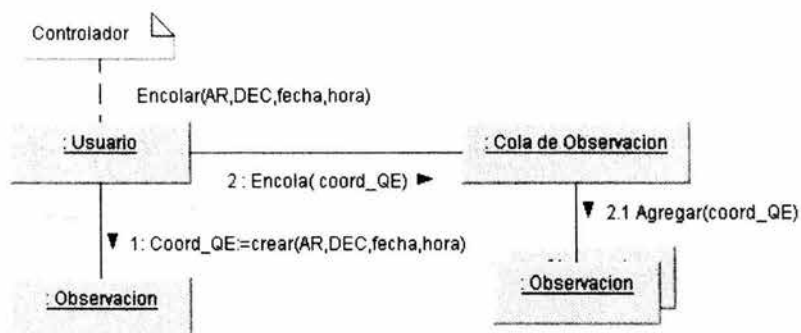 Controlador
Encolar(AR,DEC,fecha,hora)
: Usuario
: Cola de Observacion
2 : Encola( coord_QE)
2.1 Agregar(coord_QE)
1: Coord_QE:=crear(AR,DEC,fecha,hora)
: Observacion
: Observacion